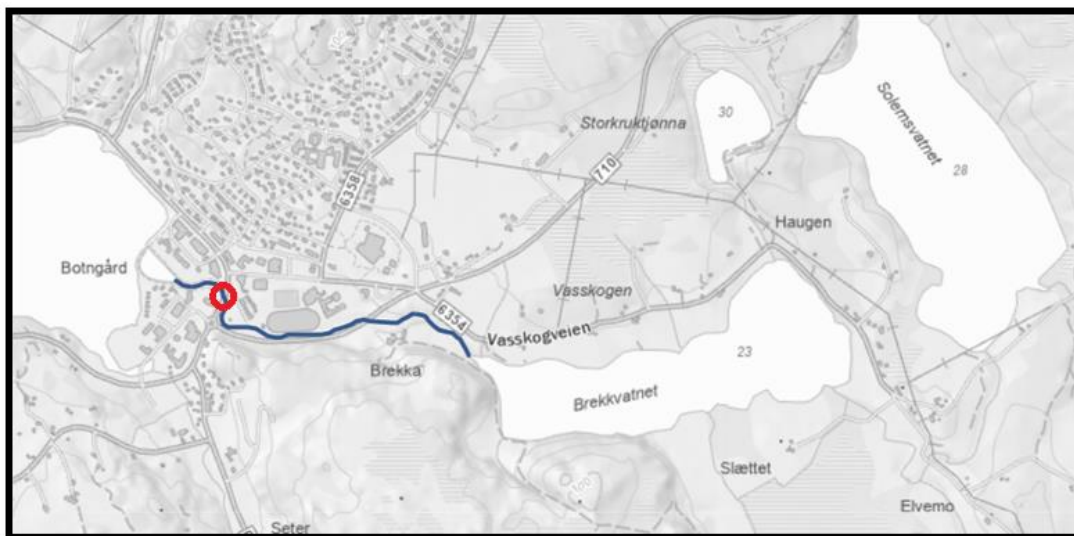 Solemsvatnet
30
Storkruktjønna
710
28
6358
Haugen
Botngård
Vasskogen
6354
Vasskogveien
23
Brekka
Brekkvatnet
Slættet
Elvemo
Seter